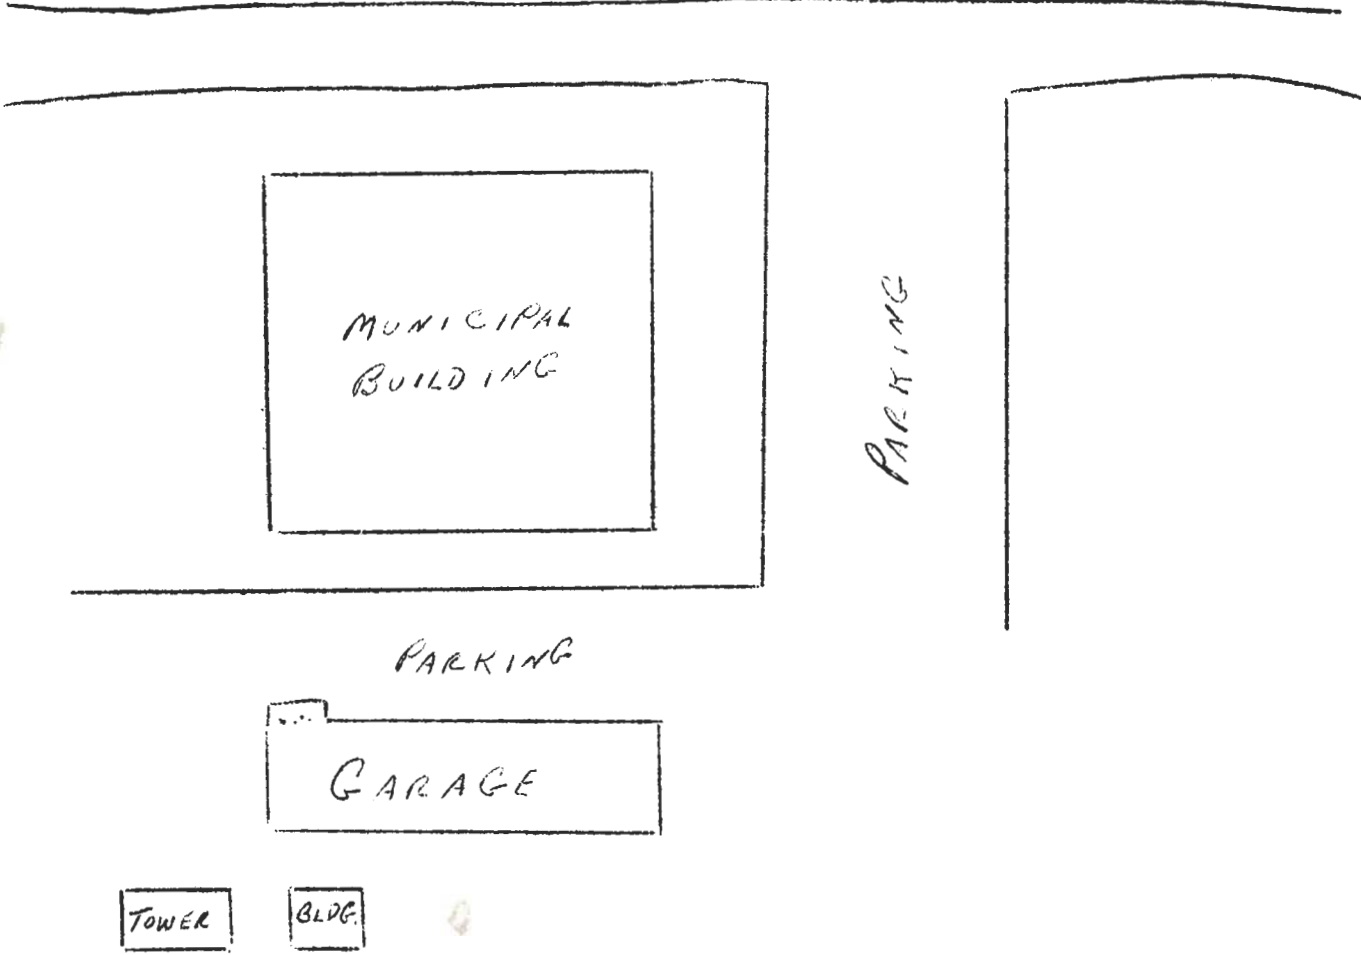 MUNICIPAL
BUILDING
PARKING
PARKING
GARAGE
TOWER
BLDG.